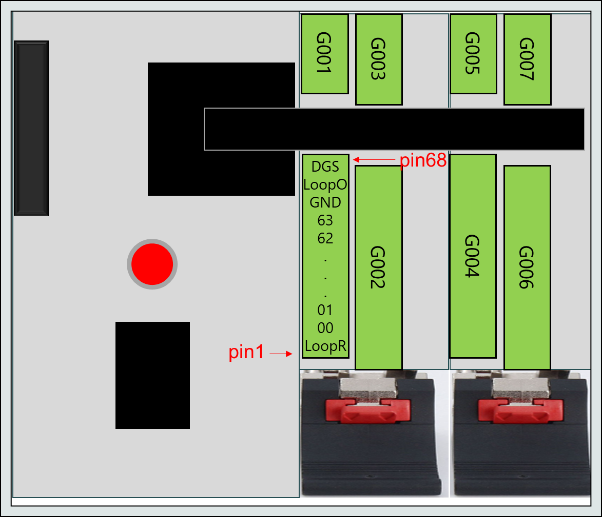 G001
G003
G005
G007
pin68
DGS
LoopO
GND
63
62
.
.
.
01
00
LoopR
G002
G004
G006
pin1